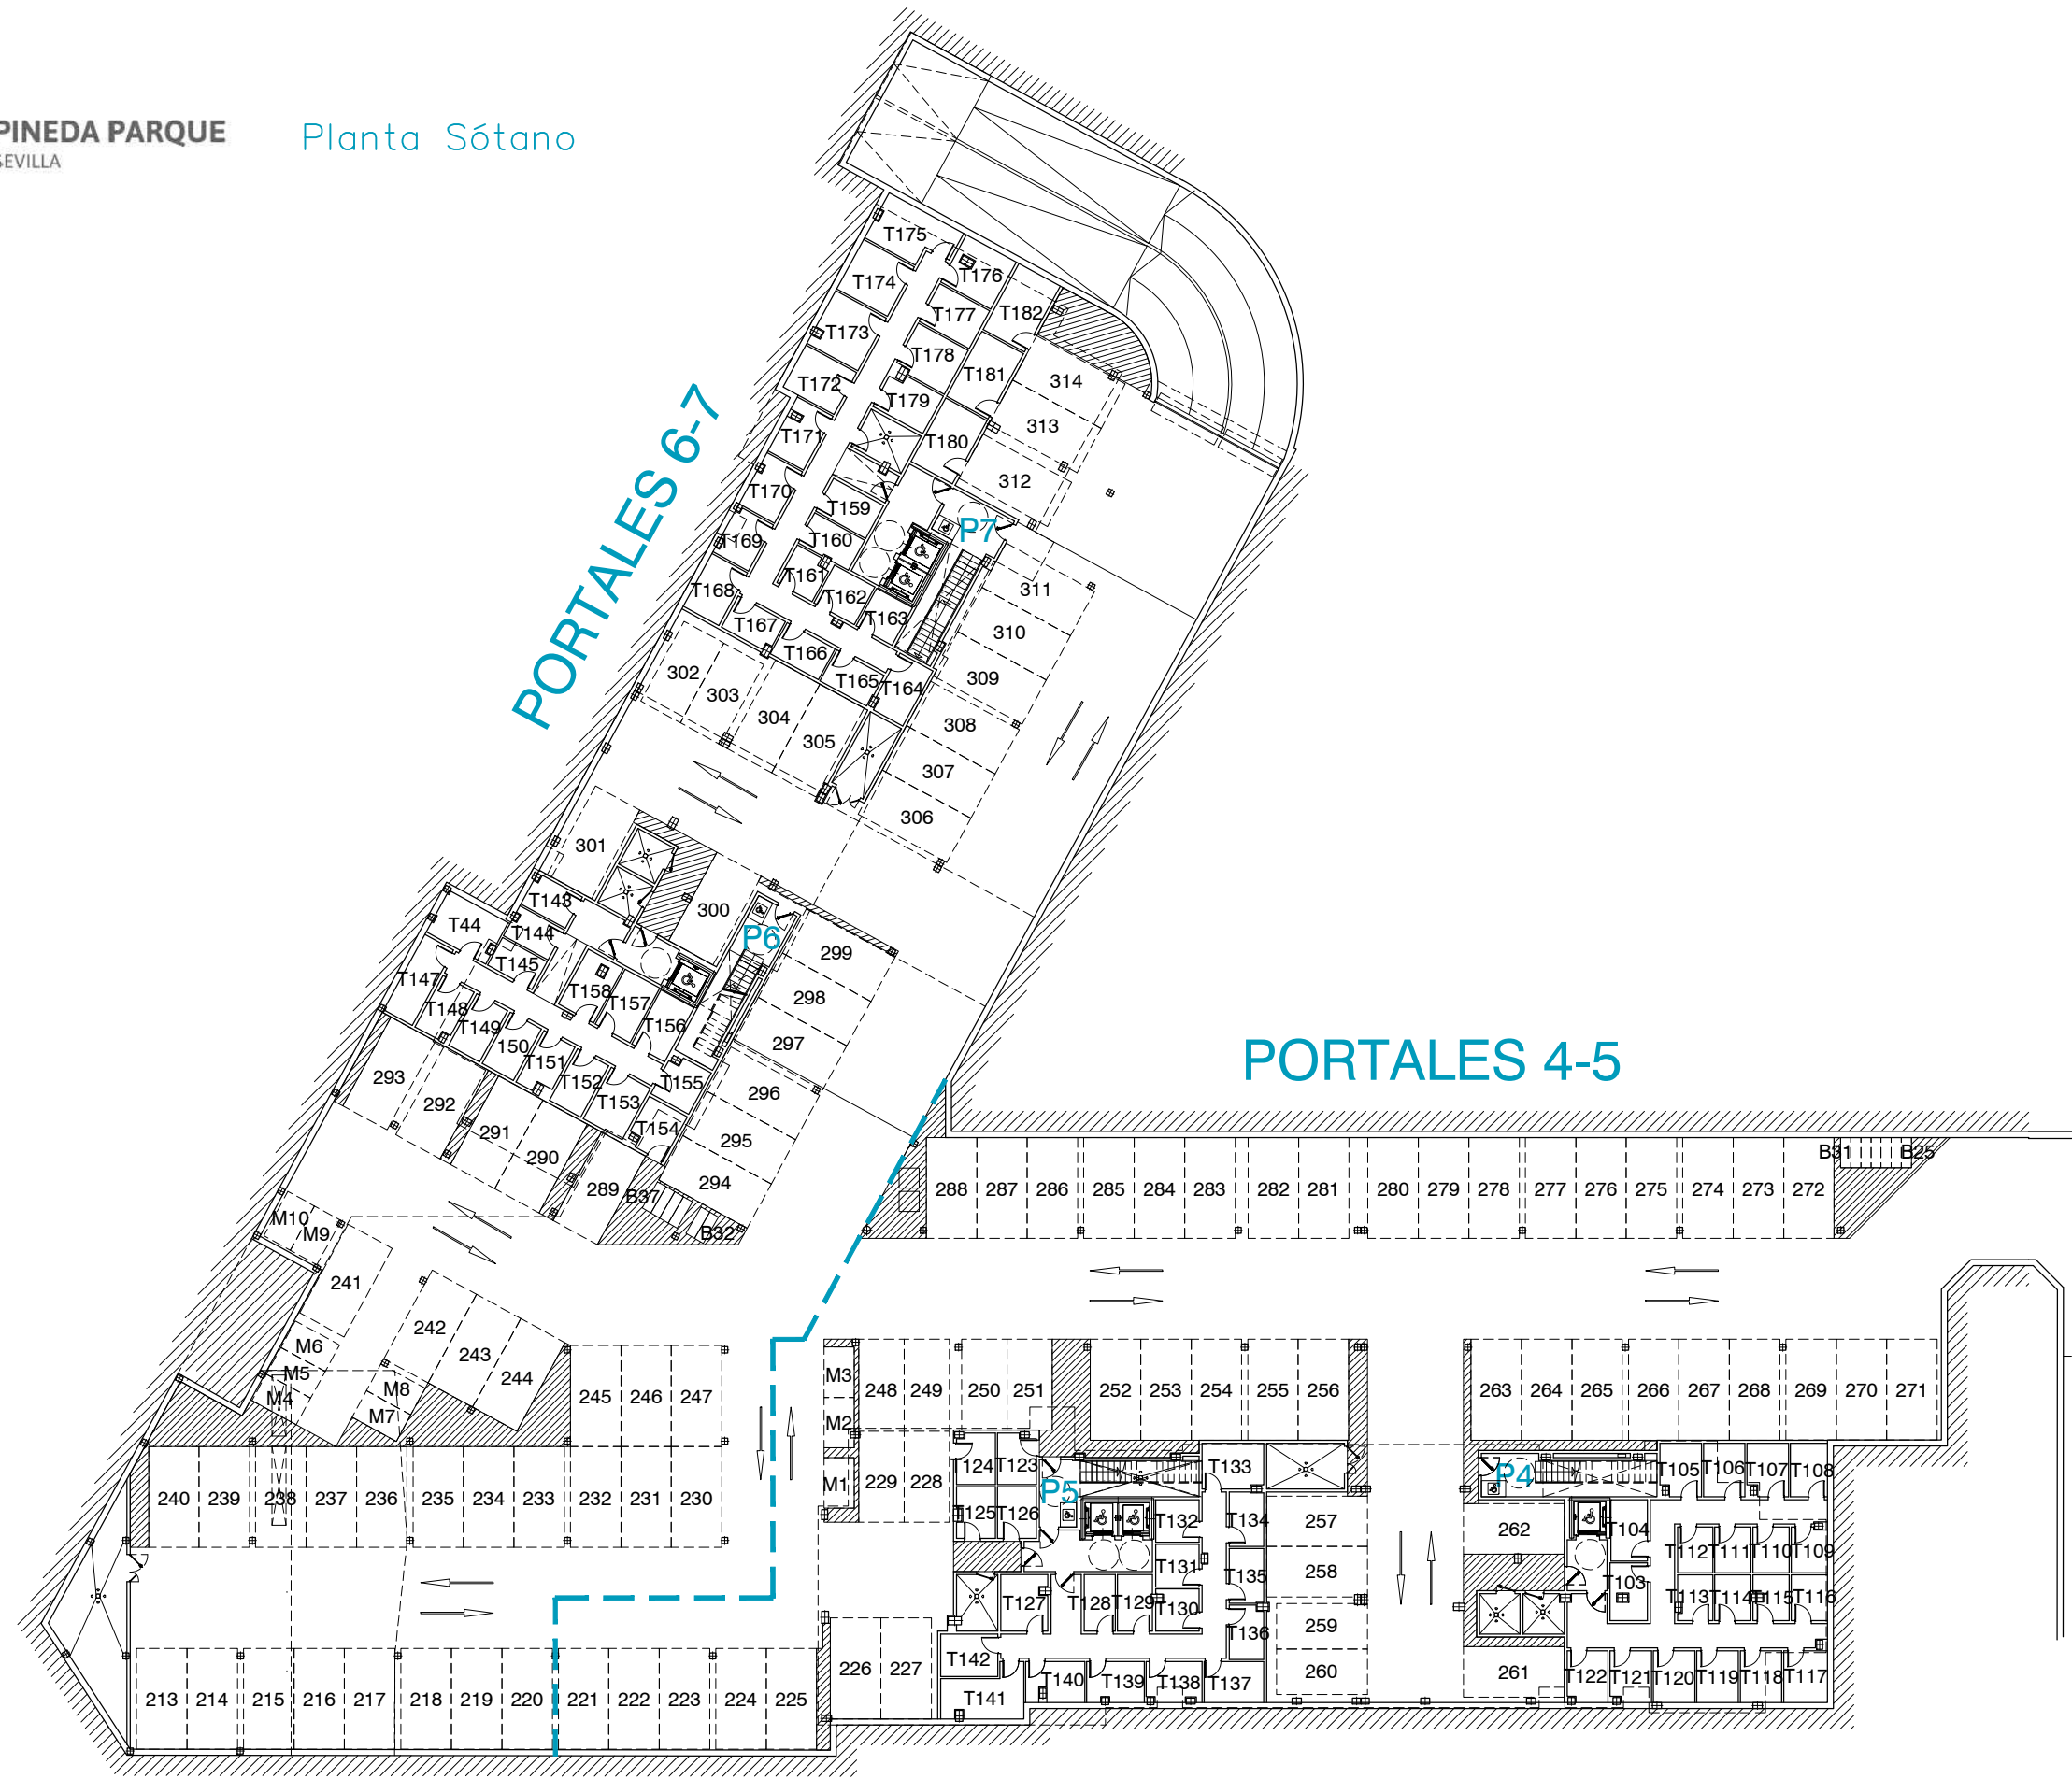 PINEDA PARQUE
SEVILLA
Planta Sótano
T175
T176
T174
T182
T177
T173
T178
T181
314
T172
T179
313
T171
T180
312
T170
T159
P7
T169
T160
T161
311
T168
T162
T163
310
T167
T166
T165
T164
309
302
303
304
305
308
307
306
PORTALES 6-7
301
300
T143
T44
T144
T145
P6
299
T147
T158
T157
298
T148
T149
150
T156
297
T151
T152
T153
T155
T154
296
293
292
291
290
289
295
294
B37
B32
PORTALES 4-5
B31
B25
288 287 286 285 284 283 282 281 280 279 278 277 276 275 274 273 272
M10
M9
241
242
243
244
M6
M5
M4
M8
M7
245 246 247
M3
M2
M1
248 249 250 251 252 253 254 255 256
263 264 265 266 267 268 269 270 271
240 239 238 237 236 235 234 233 232 231 230
229 228
T124 T123
T125 T126
P5
T133
T132
T134
T131
T135
T130
T136
T127 T128 T129
T142
T141
T140 T139 T138 T137
257
258
259
260
P4
262
261
T105 T106 T107 T108
T104
T103
T112 T111 T110 T109
T113 T114 T115 T116
T122 T121 T120 T119 T118 T117
226 227
213 214 215 216 217 218 219 220 221 222 223 224 225